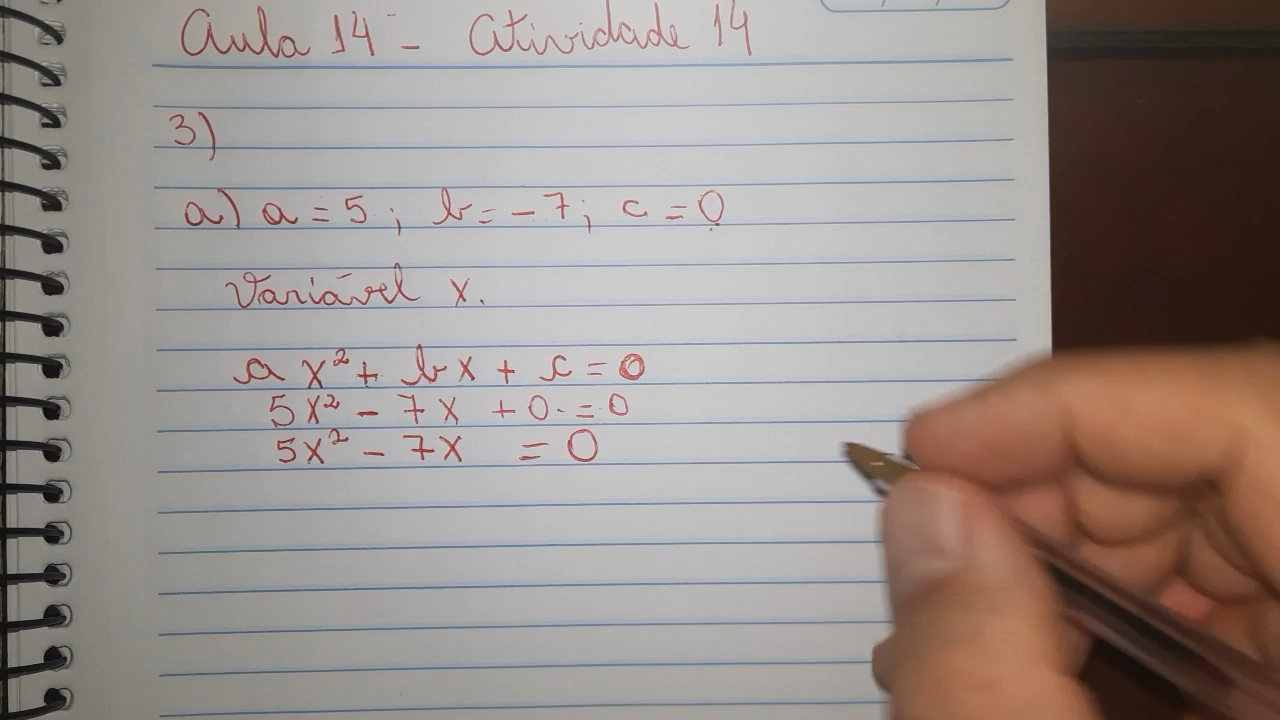 Aula 14 - Atividade 14
3)
a) a = 5 ; b = - 7 ; c = 0
Variável x.
a x² + b x + c = 0
5x² - 7x + 0 = 0
5x² - 7x = 0